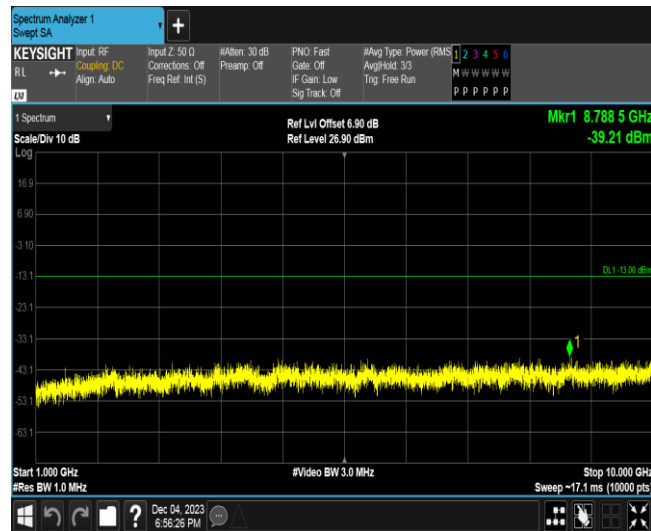 Spectrum Analyzer 1
Swept SA
+
KEYSIGHT
RL
LXI
Input: RF
Coupling: DC
Align: Auto
Input Z: 50 Ω
Corrections: Off
Freq Ref: Int (S)
#Atten: 30 dB
Preamp: Off
PNO: Fast
Gate: Off
IF Gain: Low
Sig Track: Off
#Avg Type: Power (RMS
Avg|Hold: 3/3
Trig: Free Run
1 2 3 4 5 6
M W W W W W
P P P P P P
1 Spectrum
Scale/Div 10 dB
Log
Ref Lvl Offset 6.90 dB
Ref Level 26.90 dBm
Mkr1 8.788 5 GHz
-39.21 dBm
16.9
6.90
-3.10
-13.1
DL1 -13.00 dBm
-23.1
-33.1
1
-43.1
-53.1
-63.1
Start 1.000 GHz
#Res BW 1.0 MHz
#Video BW 3.0 MHz
Stop 10.000 GHz
Sweep ~17.1 ms (10000 pts)
?
Dec 04, 2023
6:56:26 PM